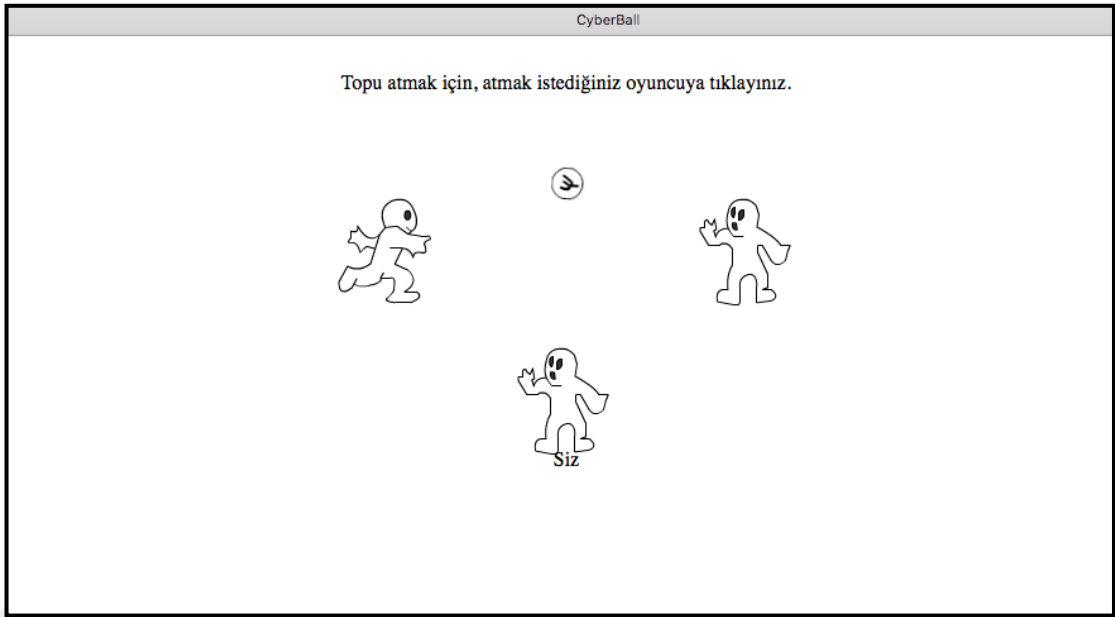 CyberBall
Topu atmak için, atmak istediğiniz oyuncuya tıklayınız.
Siz